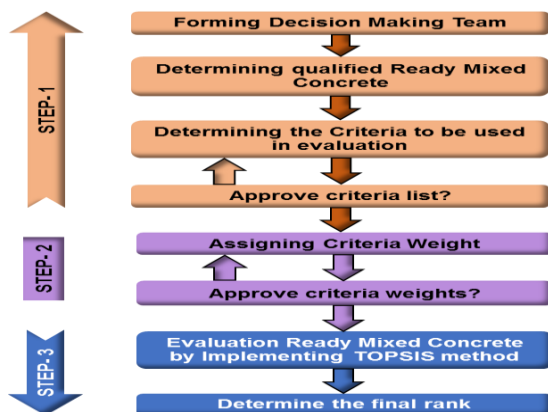 STEP-1
Forming Decision Making Team
Determining qualified Ready Mixed
Concrete
Determining the Criteria to be used
in evaluation
Approve criteria list?
STEP-2
Assigning Criteria Weight
Approve criteria weights?
STEP-3
Evaluation Ready Mixed Concrete
by Implementing TOPSIS method
Determine the final rank